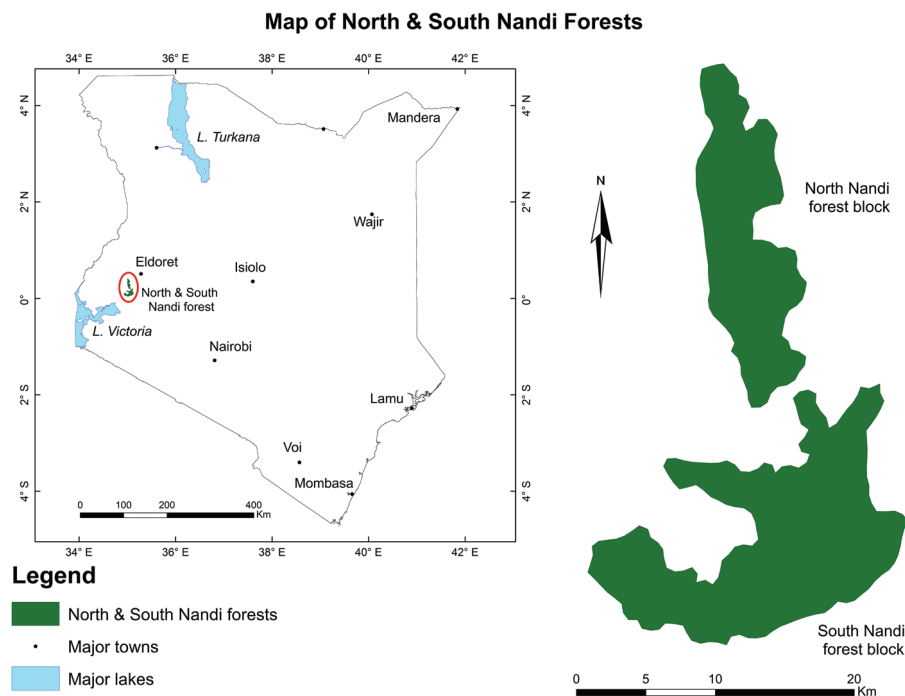 Map of North & South Nandi Forests
34° E 36° E 38° E 40° E 42° E
4° N
2° N
0°
2° S
4° S
4° N
2° N
0°
2° S
4° S
Mandera
L. Turkana
Wajir
Eldoret
Isiolo
North & South
Nandi forest
L. Victoria
Nairobi
Lamu
Voi
Mombasa
0 100 200 400
Km
34° E 36° E 38° E 40° E 42° E
N
North Nandi
forest block
South Nandi
forest block
0 5 10 20
Km
Legend
North & South Nandi forests
Major towns
Major lakes